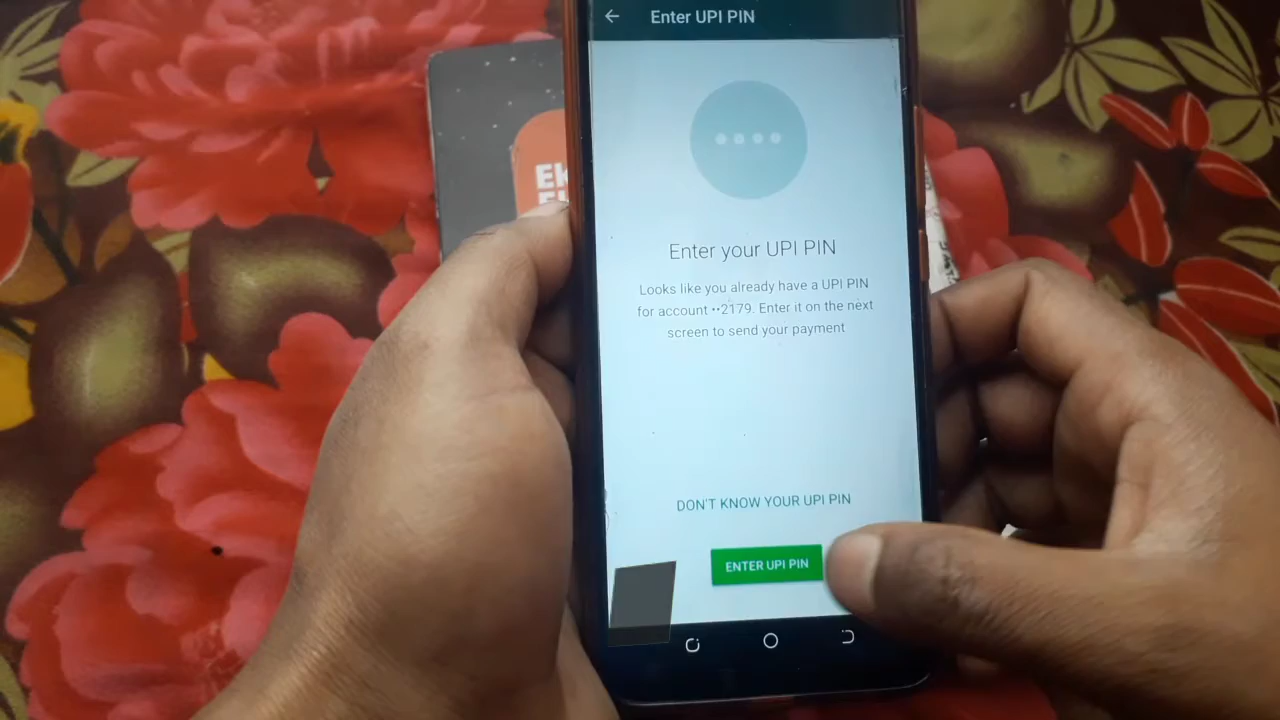 Enter UPI PIN
Enter your UPI PIN
Looks like you already have a UPI PIN
for account ••2179. Enter it on the next
screen to send your payment
DON'T KNOW YOUR UPI PIN
ENTER UPI PIN